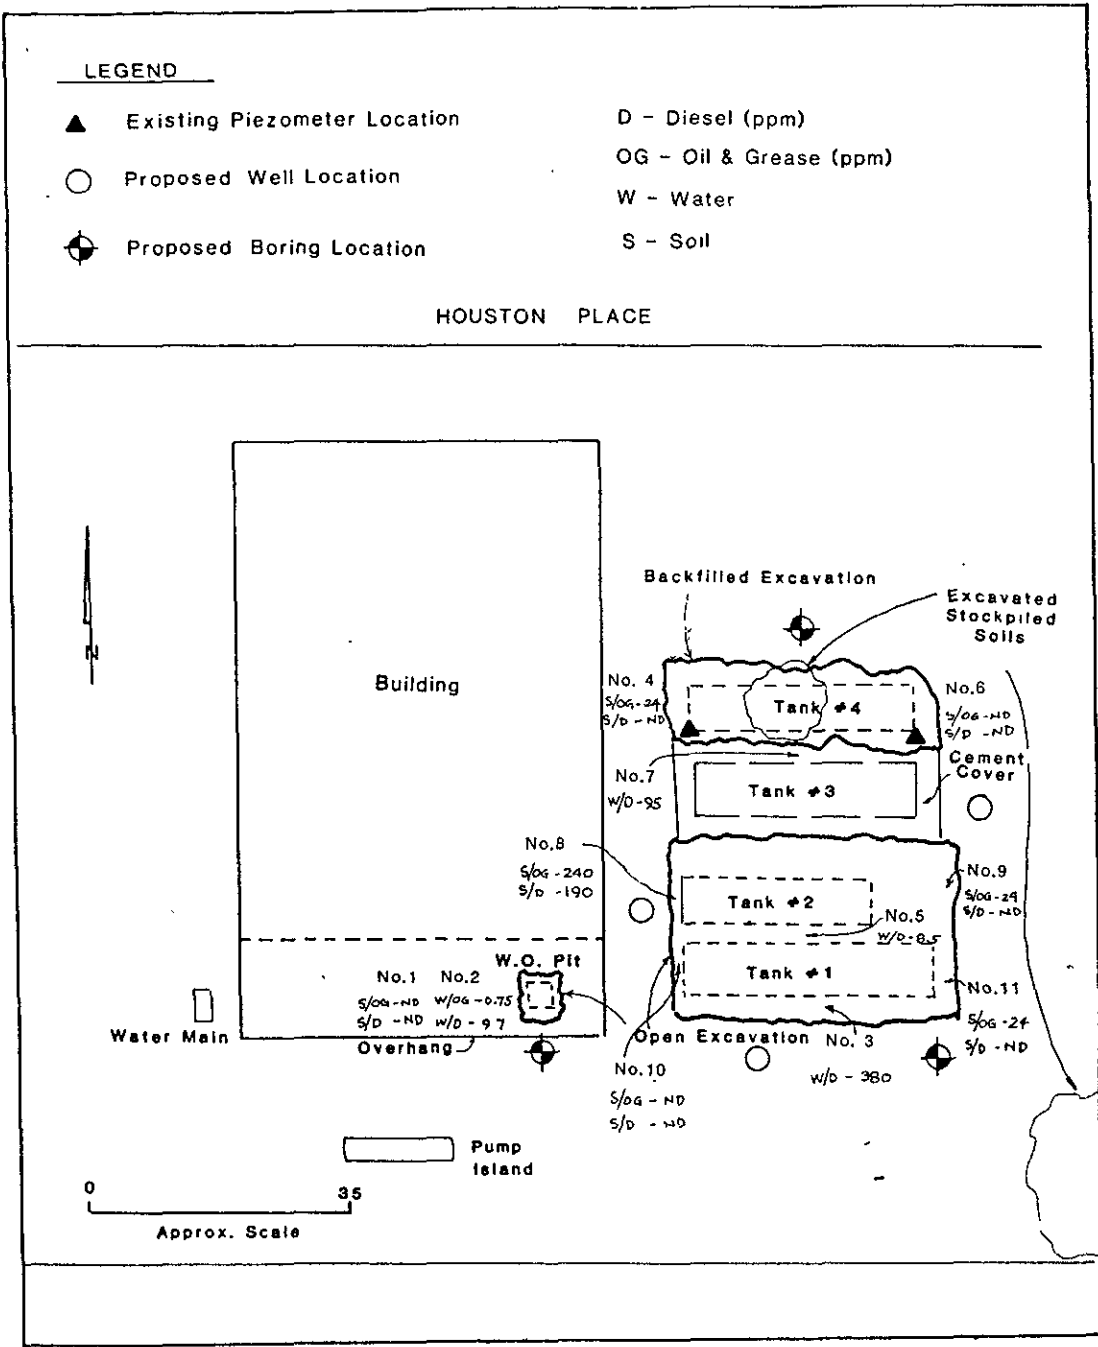 LEGEND
Existing Piezometer Location
Proposed Well Location
Proposed Boring Location
D - Diesel (ppm)
OG - Oil & Grease (ppm)
W - Water
S - Soil
HOUSTON PLACE
N
Building
Backfilled Excavation
Excavated
Stockpiled
Soils
No. 4
S/OG-24
S/D - ND
Tank #4
No.6
S/OG-ND
S/D -ND
Cement
Cover
No.7
W/D-95
Tank #3
No.8
S/OG - 240
S/D - 190
Tank #2
No.9
S/OG-24
S/D-ND
No.5
W/D-8.5
Tank #1
No.11
S/OG-24
S/D-ND
W.O. Pit
No.1
S/OG-ND
S/D - ND
No.2
W/OG-0.75
W/D-97
Water Main
Overhang
Open Excavation
No. 3
W/D - 380
No.10
S/OG - ND
S/D - ND
Pump
Island
0 35
Approx. Scale